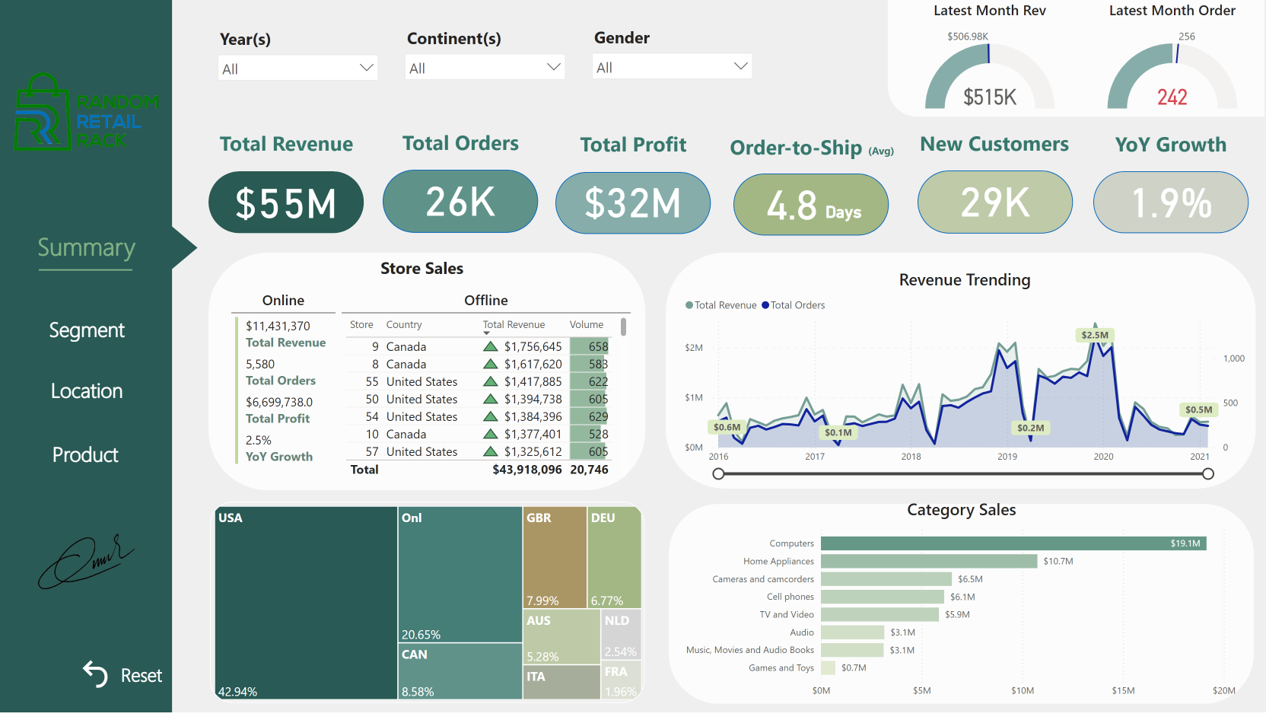 Latest Month Rev
Latest Month Order
$506.98K
256
$515K
242
Year(s)
All
Continent(s)
All
Gender
All
RANDOM
RETAIL
RACK
Summary
Segment
Location
Product
Reset
Total Revenue
$55M
Total Orders
26K
Total Profit
$32M
Order-to-Ship (Avg)
4.8 Days
New Customers
29K
YoY Growth
1.9%
Store Sales
Online
$11,431,370
Total Revenue
5,580
Total Orders
$6,699,738.0
Total Profit
2.5%
YoY Growth
Offline
Store Country Total Revenue Volume
9 Canada $1,756,645 658
8 Canada $1,617,620 583
55 United States $1,417,885 622
50 United States $1,394,738 605
54 United States $1,384,396 629
10 Canada $1,377,401 528
57 United States $1,325,612 605
Total $43,918,096 20,746
Revenue Trending
Total Revenue Total Orders
$2M
$1M
$0M
1,000
500
0
$0.6M
$0.1M
$0.2M
$2.5M
$0.5M
2016 2017 2018 2019 2020 2021
USA
42.94%
Onl
20.65%
CAN
8.58%
GBR
7.99%
DEU
6.77%
AUS
5.28%
NLD
2.54%
ITA
FRA
1.96%
Category Sales
Computers $19.1M
Home Appliances $10.7M
Cameras and camcorders $6.5M
Cell phones $6.1M
TV and Video $5.9M
Audio $3.1M
Music, Movies and Audio Books $3.1M
Games and Toys $0.7M
$0M $5M $10M $15M $20M